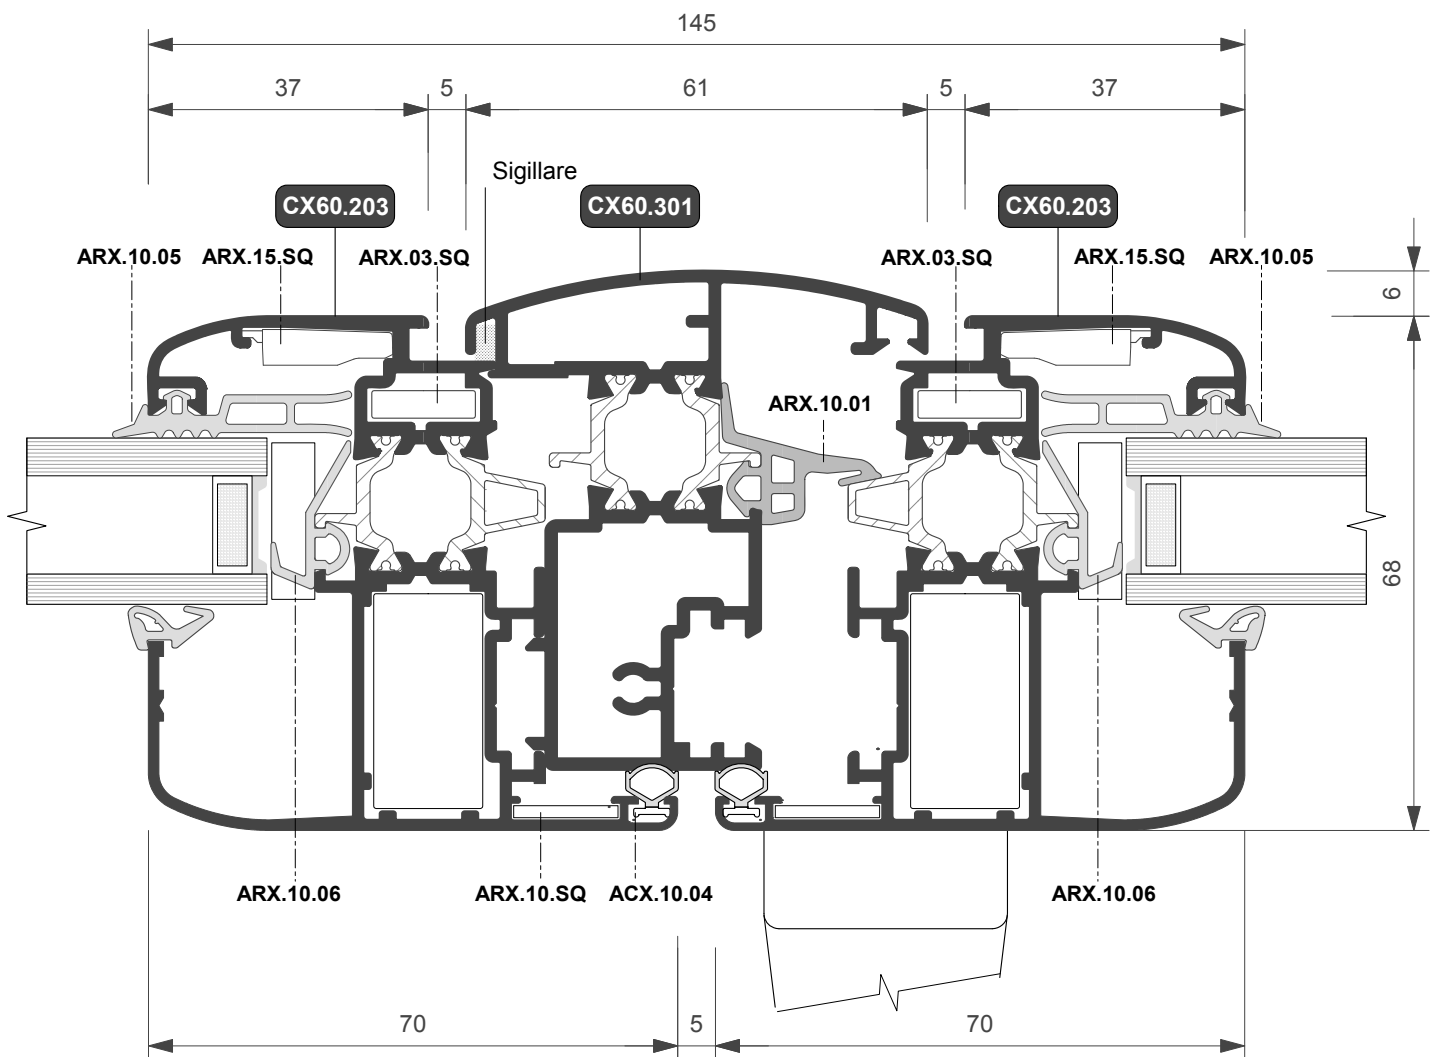 145
37 5 61 5 37
Sigillare
CX60.203 CX60.301 CX60.203
ARX.10.05 ARX.15.SQ ARX.03.SQ ARX.03.SQ ARX.15.SQ ARX.10.05
6
ARX.10.01
68
ARX.10.06 ARX.10.SQ ACX.10.04 ARX.10.06
70 5 70